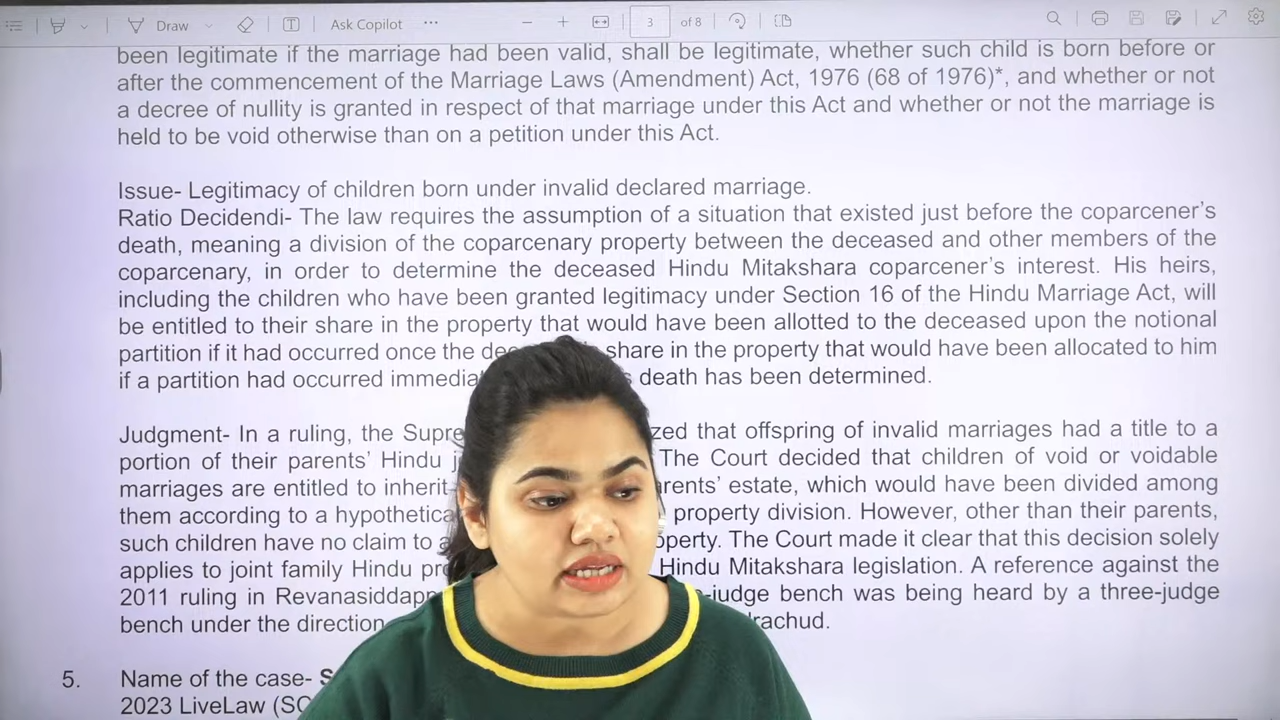 Draw
Ask Copilot
3
of 8
been legitimate if the marriage had been valid, shall be legitimate, whether such child is born before or
after the commencement of the Marriage Laws (Amendment) Act, 1976 (68 of 1976)*, and whether or not
a decree of nullity is granted in respect of that marriage under this Act and whether or not the marriage is
held to be void otherwise than on a petition under this Act.
Issue- Legitimacy of children born under invalid declared marriage.
Ratio Decidendi- The law requires the assumption of a situation that existed just before the coparcener's
death, meaning a division of the coparcenary property between the deceased and other members of the
coparcenary, in order to determine the deceased Hindu Mitakshara coparcener's interest. His heirs,
including the children who have been granted legitimacy under Section 16 of the Hindu Marriage Act, will
be entitled to their share in the property that would have been allotted to the deceased upon the notional
partition if it had occurred once the share in the property that would have been allocated to him
if a partition had occurred death has been determined.
Judgment- In a ruling, the that offspring of invalid marriages had a title to a
portion of their parents' Hindu The Court decided that children of void or voidable
marriages are entitled to inherit estate, which would have been divided among
them according to a property division. However, other than their parents,
such children have no claim to The Court made it clear that this decision solely
applies to joint family Hindu Hindu Mitakshara legislation. A reference against the
2011 ruling in bench was being heard by a three-judge
bench under the direction
5. Name of the case-
2023 LiveLaw